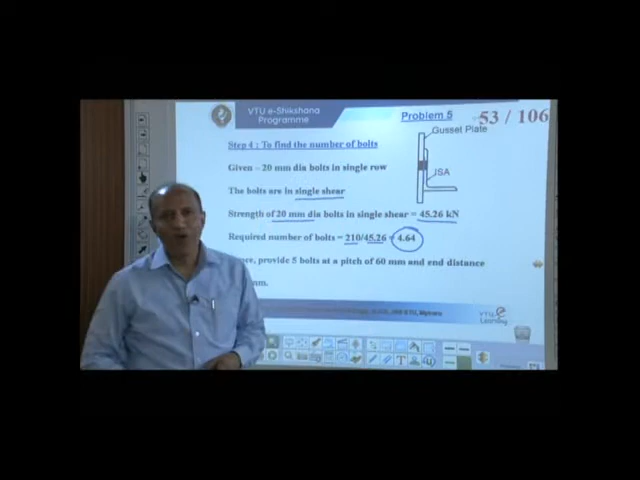 VTU e-Shikshana
Programme
Problem 5
53 / 106
Gusset Plate
Step 4 : To find the number of bolts
Given – 20 mm dia bolts in single row
ISA
The bolts are in single shear
Strength of 20 mm dia bolts in single shear = 45.26 kN
Required number of bolts = 210/45.26 = 4.64
provide 5 bolts at a pitch of 60 mm and end distance
mm.
VTU e
Learning